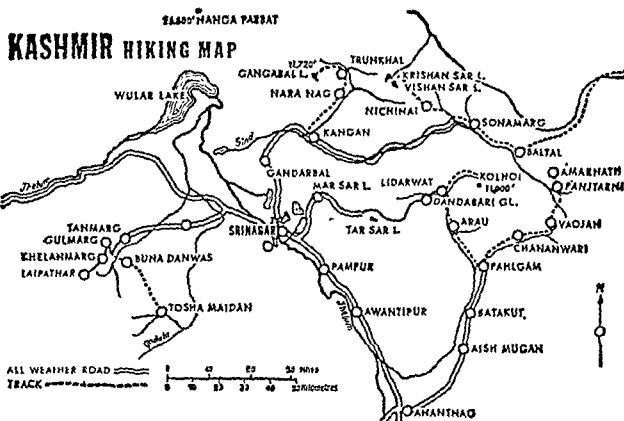 NANGA PARBAT
KASHMIR HIKING MAP
TRUNKHAL
GANGABAL L.
KRISHAN SAR L.
VISHAN SAR L.
WULAR LAKE
NARA NAG
NICHINAI
SONAMARG
KANGAN
Sind
BALTAL
GANDARBAL
AMARNATH
PANJTARNI
KOLHOI
LIDARWAT
MAR SAR L.
DANDABARI GL.
TAR SAR L.
ARAU
VAOJAN
CHANANWARI
SRINAGAR
TANMARG
GULMARG
KHELANMARG
LAIPATHAR
BUNA DANWAS
PAMPUR
PAHLGAM
N
TOSHA MAIDAN
Jhelum
AWANTIPUR
BATAKUT
AISH MUGAN
ALL WEATHER ROAD
TRACK
Kilometres
ANANTNAG